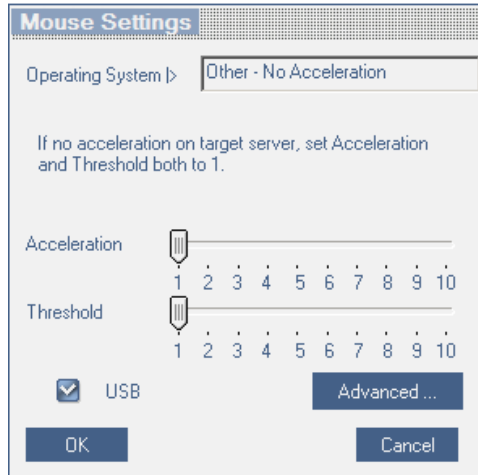 Mouse Settings
Operating System |> Other - No Acceleration
If no acceleration on target server, set Acceleration
and Threshold both to 1.
Acceleration
1 2 3 4 5 6 7 8 9 10
Threshold
1 2 3 4 5 6 7 8 9 10
USB Advanced ...
OK Cancel